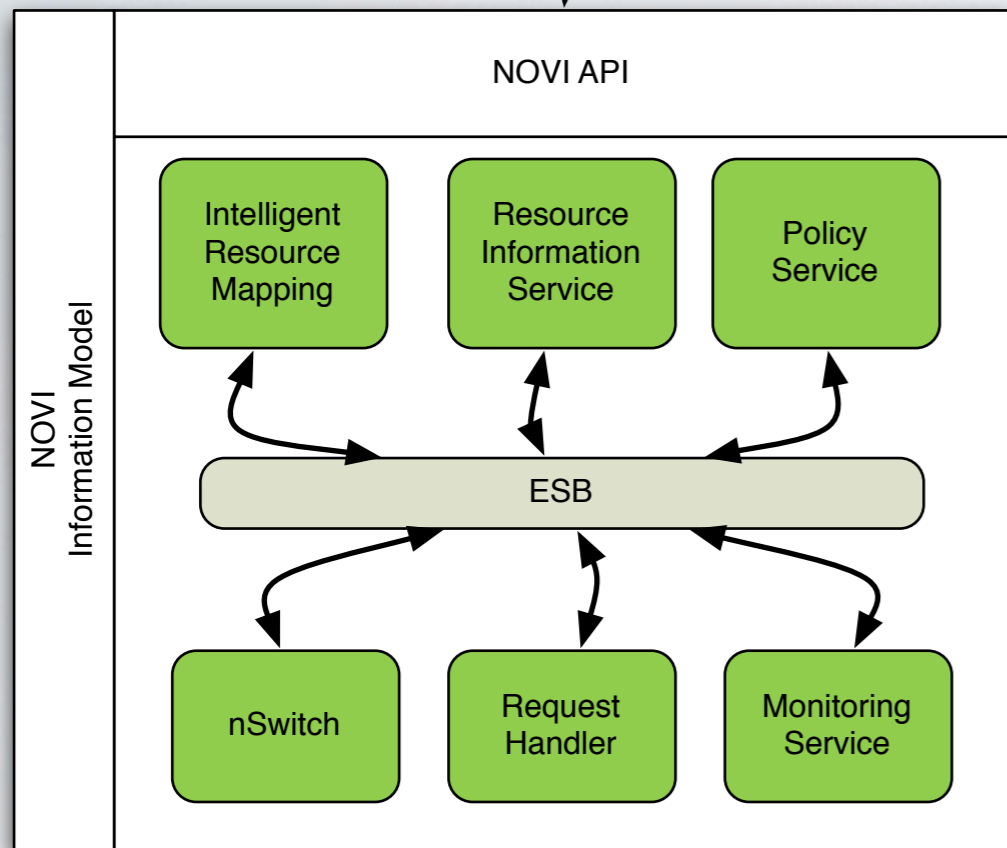 NOVI API
NOVI
Information Model
Intelligent
Resource
Mapping
Resource
Information
Service
Policy
Service
ESB
nSwitch
Request
Handler
Monitoring
Service